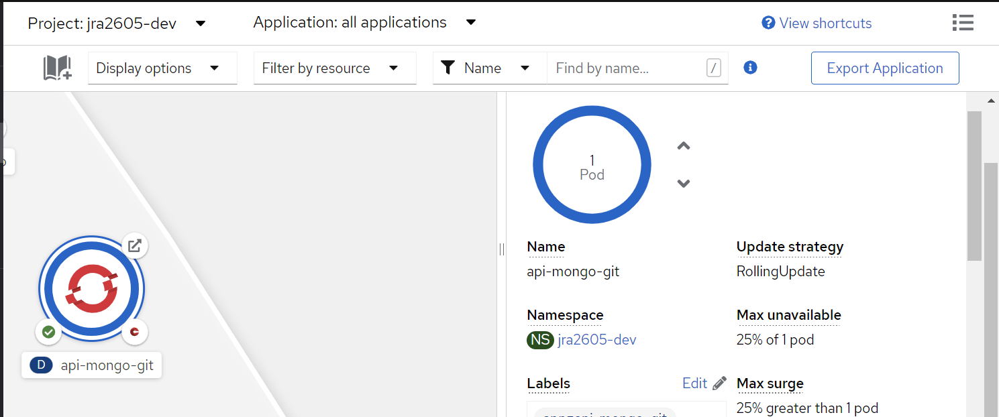 Project: jra2605-dev
Application: all applications
View shortcuts
Display options
Filter by resource
Name
Find by name...
/
Export Application
1
Pod
Name
Update strategy
api-mongo-git
RollingUpdate
Namespace
Max unavailable
NS jra2605-dev
25% of 1 pod
D api-mongo-git
Labels
Edit
Max surge
25% greater than 1 pod